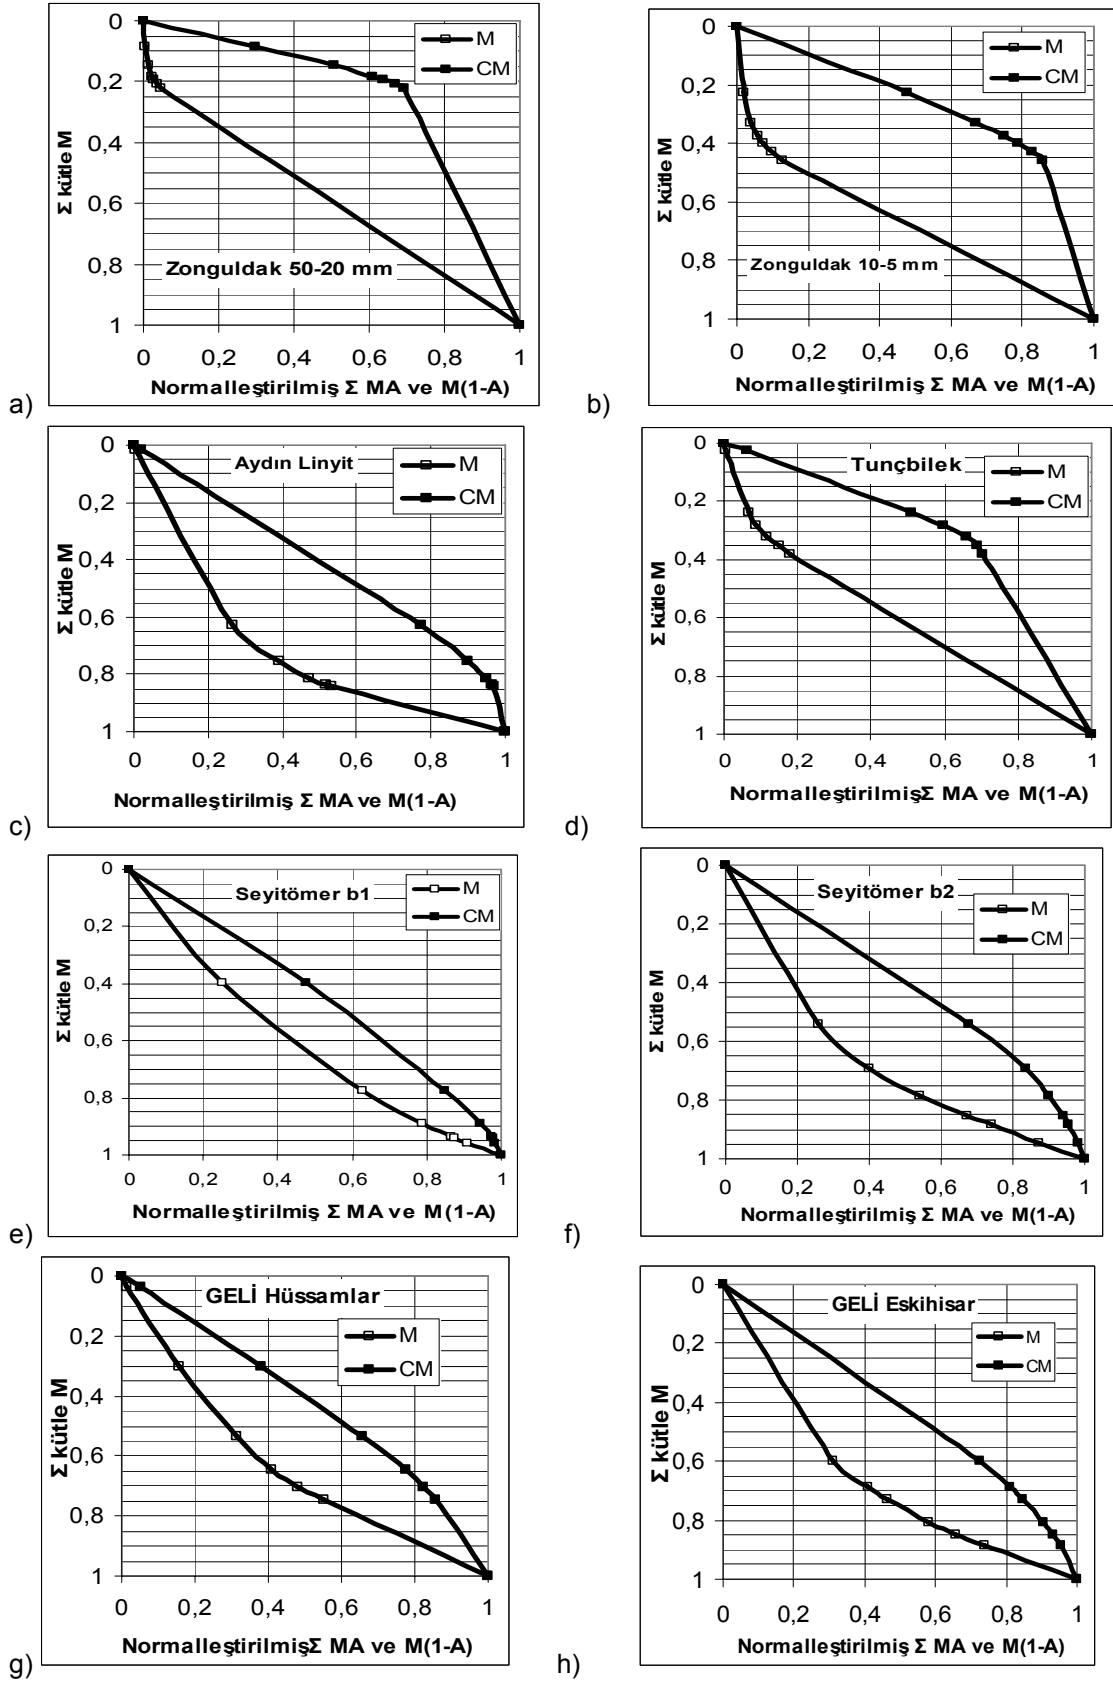 0
0,2
0,4
0,6
0,8
1
Σ kütle M
M
CM
Zonguldak 50-20 mm
0 0,2 0,4 0,6 0,8 1
Normalleştirilmiş Σ MA ve M(1-A)
a)
0
0,2
0,4
0,6
0,8
1
Σ kütle M
M
CM
Zonguldak 10-5 mm
0 0,2 0,4 0,6 0,8 1
Normalleştirilmiş Σ MA ve M(1-A)
b)
0
0,2
0,4
0,6
0,8
1
Σ kütle M
Aydın Linyit
M
CM
0 0,2 0,4 0,6 0,8 1
Normalleştirilmiş Σ MA ve M(1-A)
c)
0
0,2
0,4
0,6
0,8
1
Σ kütle M
Tunçbilek
M
CM
0 0,2 0,4 0,6 0,8 1
NormalleştirilmişΣ MA ve M(1-A)
d)
0
0,2
0,4
0,6
0,8
1
Σ kütle M
Seyitömer b1
M
CM
0 0,2 0,4 0,6 0,8 1
Normalleştirilmiş Σ MA ve M(1-A)
e)
0
0,2
0,4
0,6
0,8
1
Σ kütle M
Seyitömer b2
M
CM
0 0,2 0,4 0,6 0,8 1
Normalleştirilmiş Σ MA ve M(1-A)
f)
0
0,2
0,4
0,6
0,8
1
Σ kütle M
GELİ Hüssamlar
M
CM
0 0,2 0,4 0,6 0,8 1
NormalleştirilmişΣ MA ve M(1-A)
g)
0
0,2
0,4
0,6
0,8
1
Σ kütle M
GELİ Eskihisar
M
CM
0 0,2 0,4 0,6 0,8 1
Normalleştirilmiş Σ MA ve M(1-A)
h)